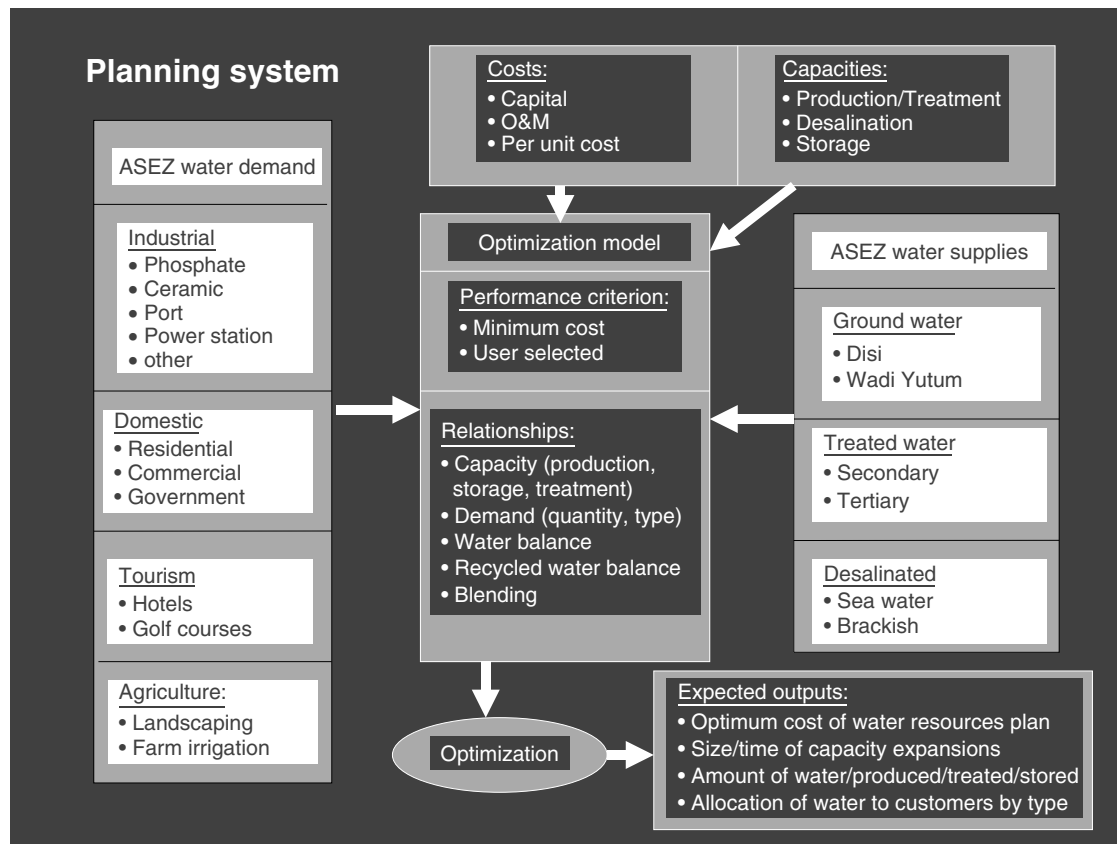 Planning system
Costs:
• Capital
• O&M
• Per unit cost
Capacities:
• Production/Treatment
• Desalination
• Storage
ASEZ water demand
Industrial
• Phosphate
• Ceramic
• Port
• Power station
• other
Domestic
• Residential
• Commercial
• Government
Tourism
• Hotels
• Golf courses
Agriculture:
• Landscaping
• Farm irrigation
Optimization model
Performance criterion:
• Minimum cost
• User selected
Relationships:
• Capacity (production,
storage, treatment)
• Demand (quantity, type)
• Water balance
• Recycled water balance
• Blending
ASEZ water supplies
Ground water
• Disi
• Wadi Yutum
Treated water
• Secondary
• Tertiary
Desalinated
• Sea water
• Brackish
Optimization
Expected outputs:
• Optimum cost of water resources plan
• Size/time of capacity expansions
• Amount of water/produced/treated/stored
• Allocation of water to customers by type